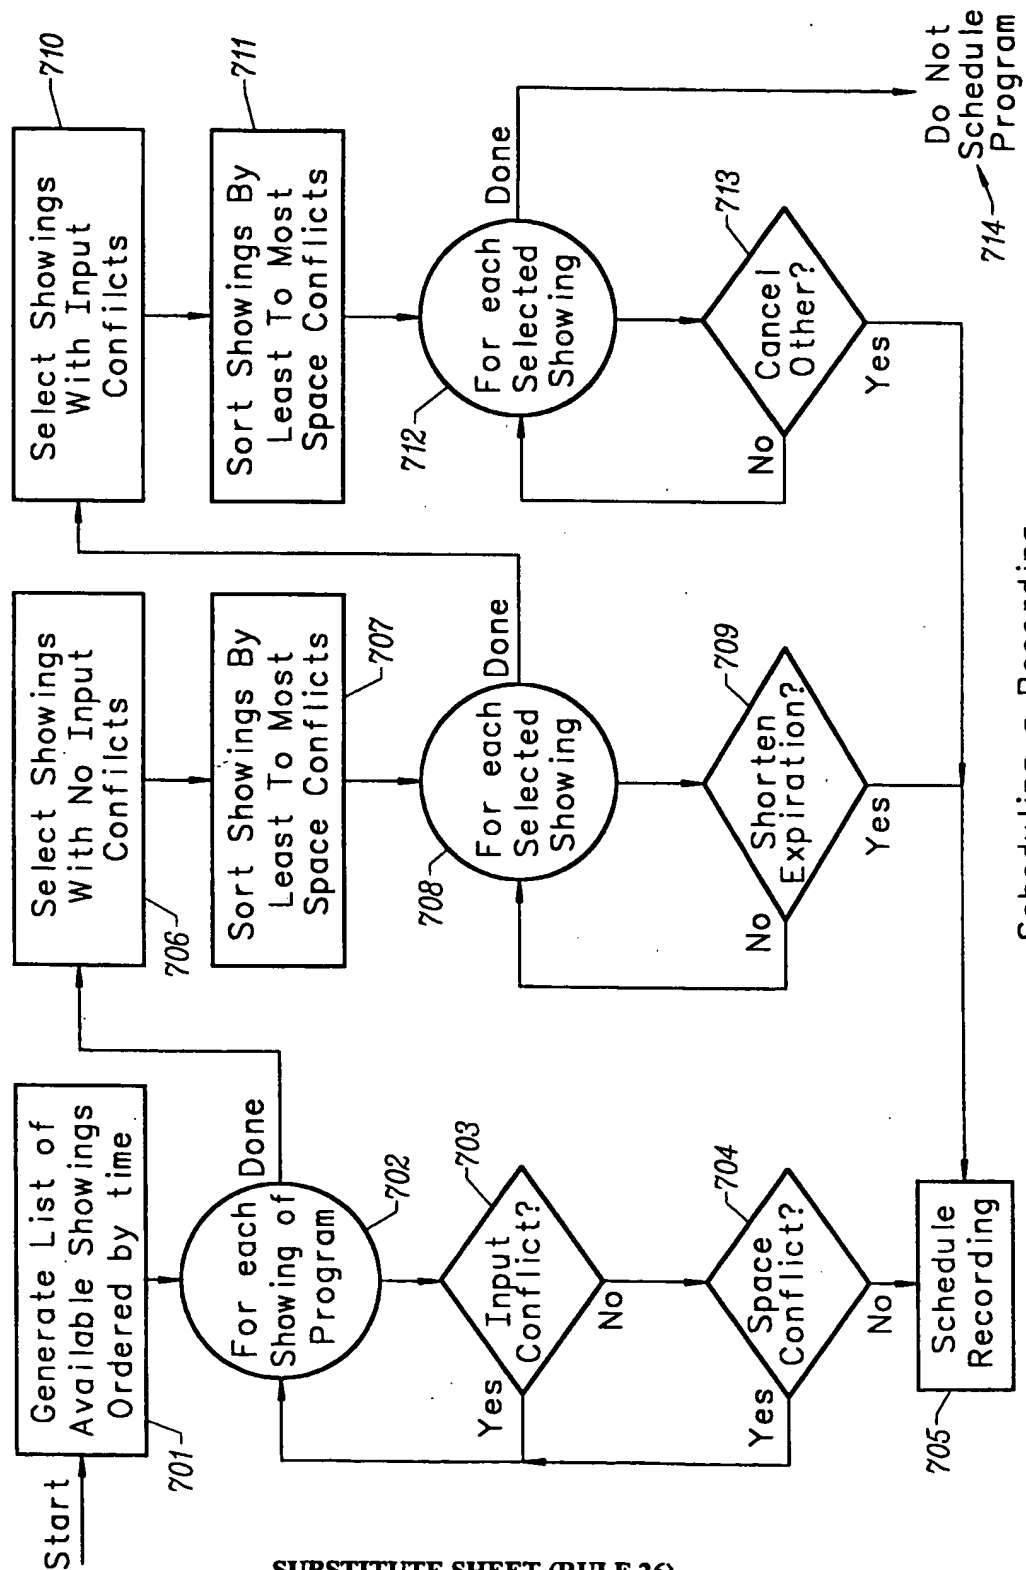 Start
Generate List of
Available Showings
Ordered by time
701
For each
Showing of
Program
Done
702
Input
Conflict?
703
Yes
No
Space
Conflict?
704
Yes
No
Schedule
Recording
705
Select Showings
With No Input
Confilcts
706
Sort Showings By
Least To Most
Space Conflicts
707
For each
Selected
Showing
Done
708
Shorten
Expiration?
709
No
Yes
Select Showings
With Input
Confilcts
710
Sort Showings By
Least To Most
Space Conflicts
711
For each
Selected
Showing
Done
712
Cancel
Other?
713
No
Yes
Do Not
Schedule
Program
714
Scheduling a Recording
SUBSTITUTE SHEET (RULE 26)